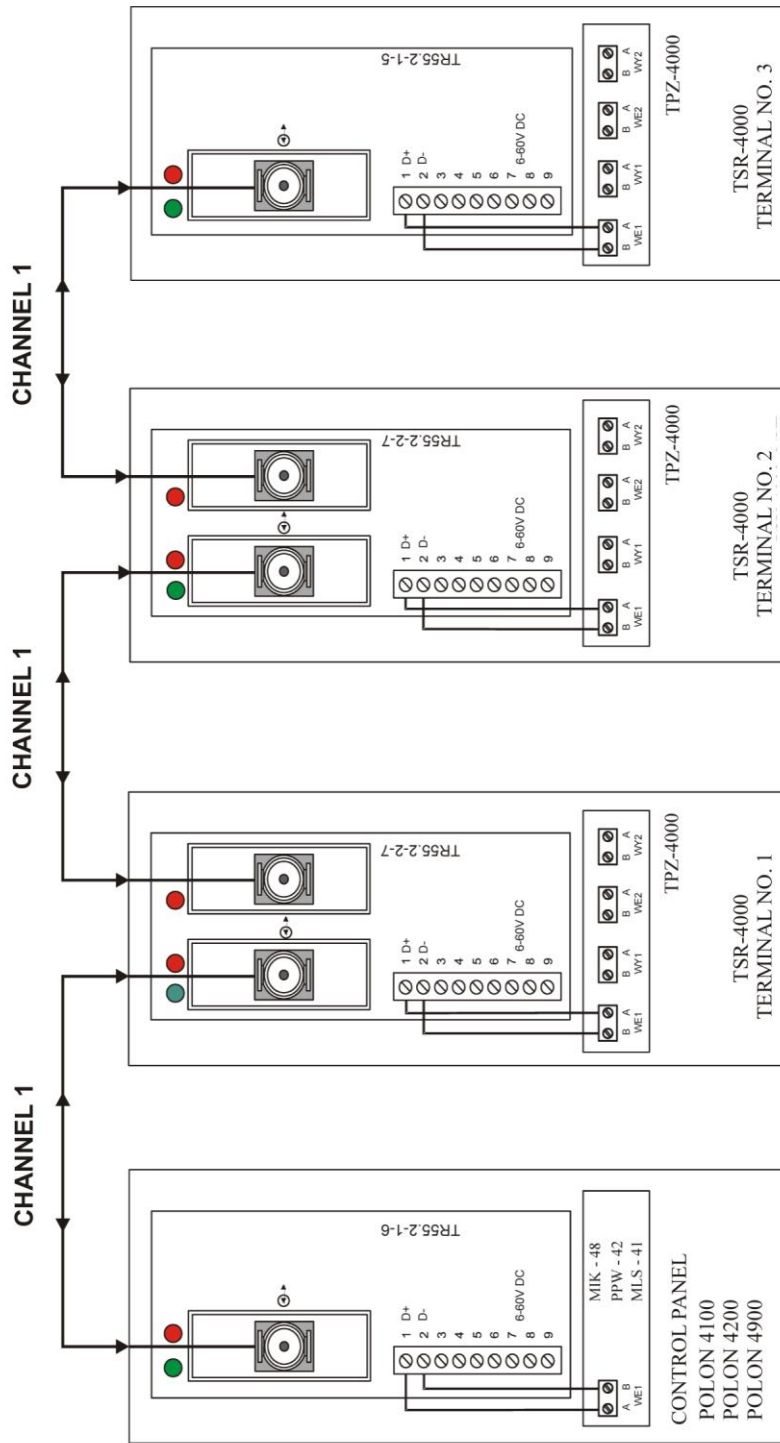 CHANNEL 1
CHANNEL 1
CHANNEL 1
TR55.2-1-6
1 D+
2 D-
3
4
5
6
7
6-60V DC
8
9
A B
WE1
MIK - 48
PPW - 42
MLS - 41
CONTROL PANEL
POLON 4100
POLON 4200
POLON 4900
TR55.2-2-7
1 D+
2 D-
3
4
5
6
7
6-60V DC
8
9
B A
WE1
B A
WY1
B A
WE2
B A
WY2
TPZ-4000
TSR-4000
TERMINAL NO. 1
TR55.2-2-7
1 D+
2 D-
3
4
5
6
7
6-60V DC
8
9
B A
WE1
B A
WY1
B A
WE2
B A
WY2
TPZ-4000
TSR-4000
TERMINAL NO. 2
TR55.2-1-5
1 D+
2 D-
3
4
5
6
7
6-60V DC
8
9
B A
WE1
B A
WY1
B A
WE2
B A
WY2
TPZ-4000
TSR-4000
TERMINAL NO. 3